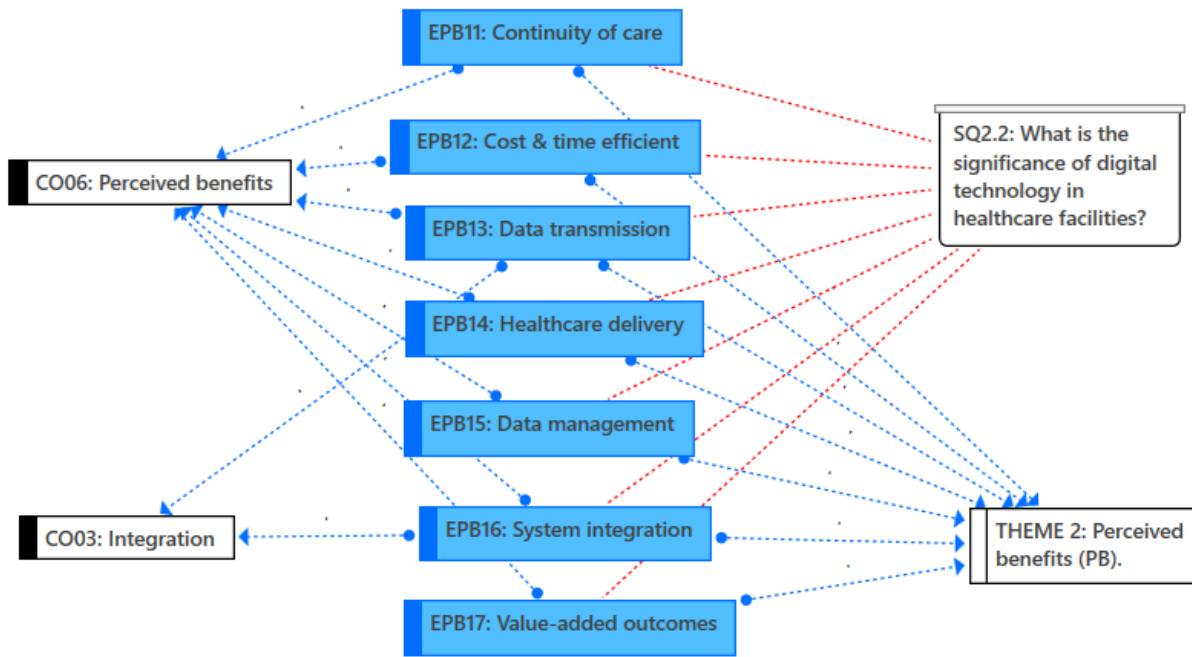 EPB11: Continuity of care
EPB12: Cost & time efficient
SQ2.2: What is the
significance of digital
technology in
healthcare facilities?
CO06: Perceived benefits
EPB13: Data transmission
EPB14: Healthcare delivery
EPB15: Data management
CO03: Integration
EPB16: System integration
THEME 2: Perceived
benefits (PB).
EPB17: Value-added outcomes